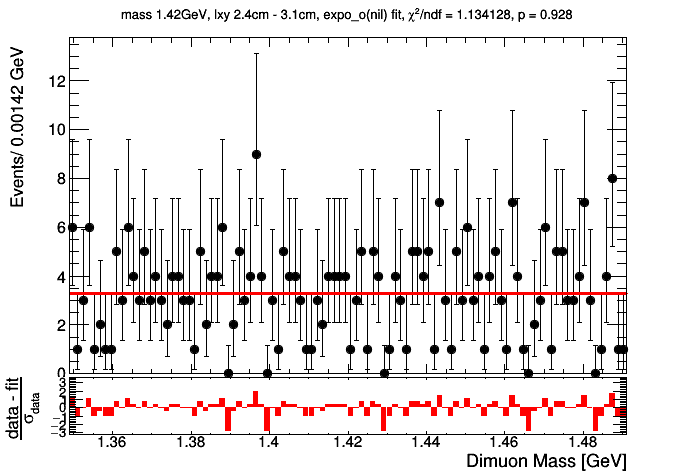 mass 1.42GeV, lxy 2.4cm - 3.1cm, expo_o(nil) fit, χ²/ndf = 1.134128, p = 0.928
Events/ 0.00142 GeV
12
10
8
6
4
2
0
data - fit
σdata
3
2
1
0
−1
−2
−3
1.36 1.38 1.4 1.42 1.44 1.46 1.48
Dimuon Mass [GeV]